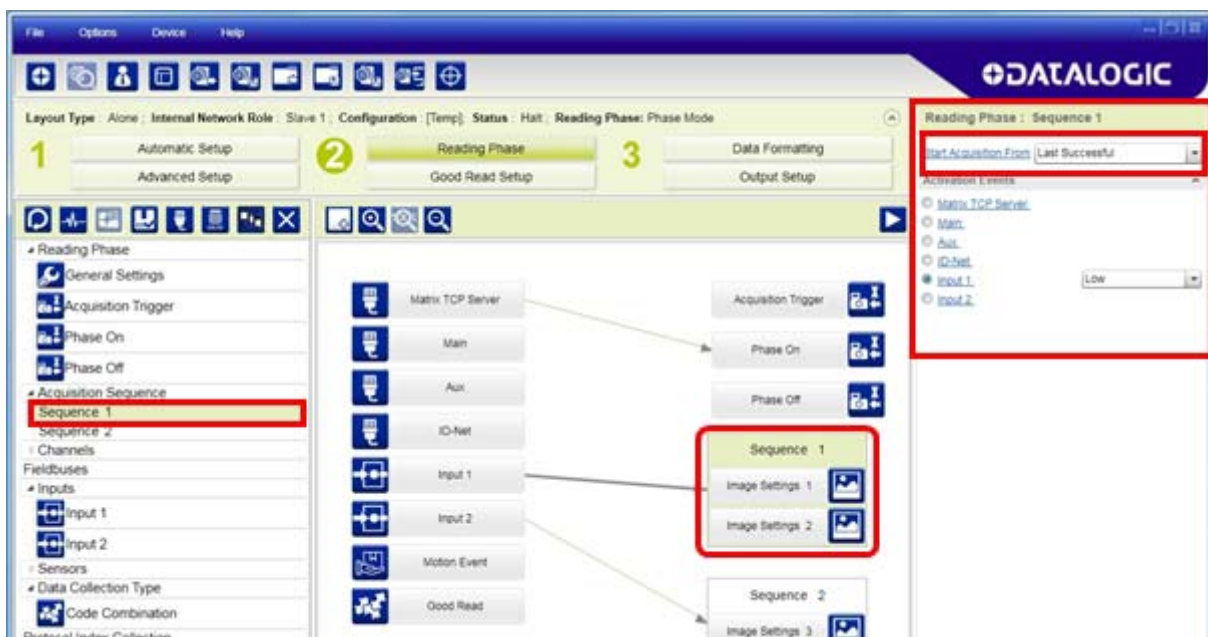 File Options Device Help
DATALOGIC
Layout Type : Alone ; Internal Network Role : Slave 1 ; Configuration : [Temp]; Status : Halt ; Reading Phase: Phase Mode
1 Automatic Setup
Advanced Setup
2 Reading Phase
Good Read Setup
3 Data Formatting
Output Setup
Reading Phase
General Settings
Acquisition Trigger
Phase On
Phase Off
Acquisition Sequence
Sequence 1
Sequence 2
Channels
Fieldbuses
Inputs
Input 1
Input 2
Sensors
Data Collection Type
Code Combination
Protocol Index Collection
Matrix TCP Server
Main
Aux
ID-Net
Input 1
Input 2
Motion Event
Good Read
Acquisition Trigger
Phase On
Phase Off
Sequence 1
Image Settings 1
Image Settings 2
Sequence 2
Image Settings 3
Reading Phase : Sequence 1
Start Acquisition From Last Successful
Activation Events
Matrix TCP Server
Main
Aux
ID-Net
Input 1 Low
Input 2